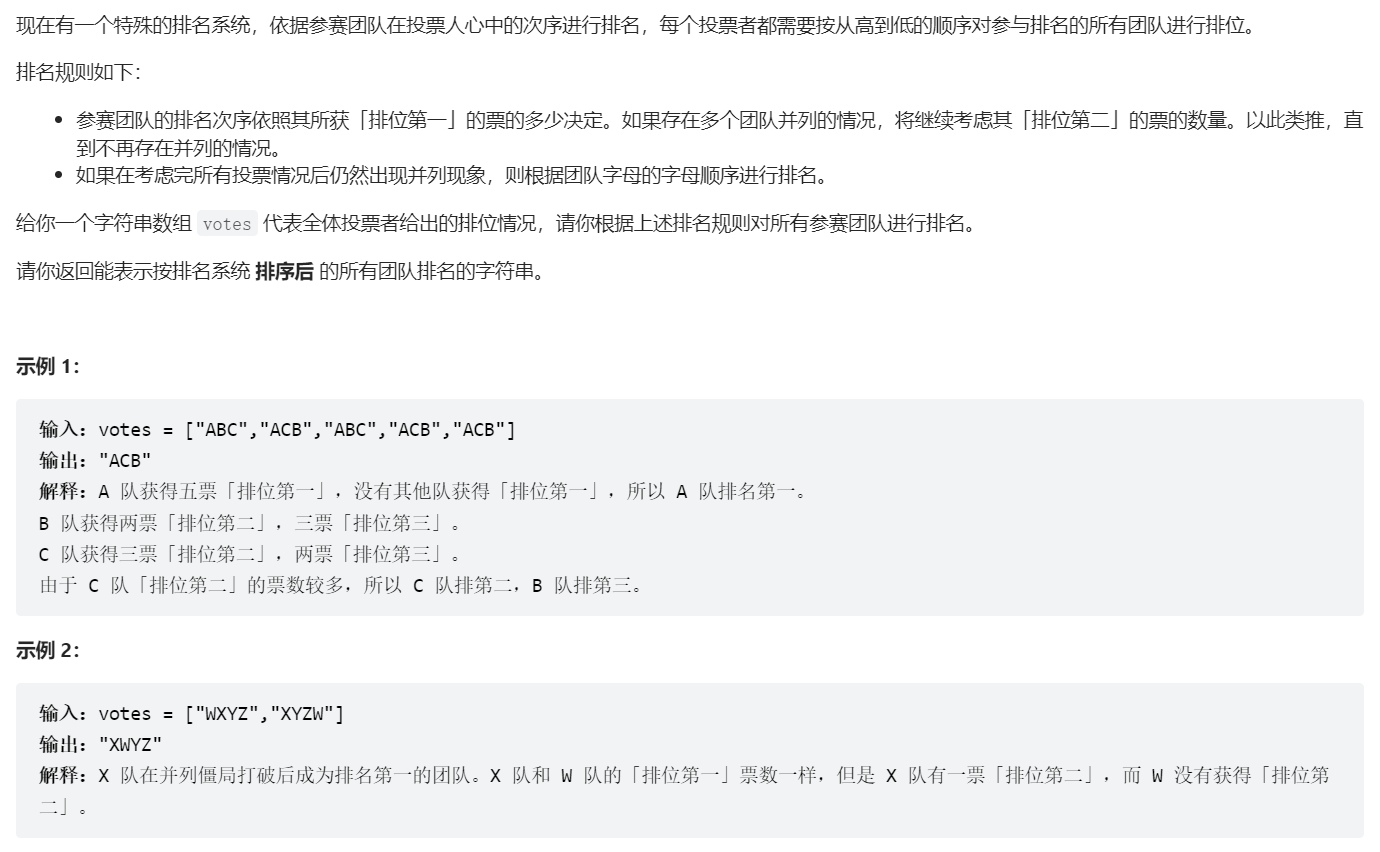 现在有一个特殊的排名系统，依据参赛团队在投票人心中的次序进行排名，每个投票者都需要按从高到低的顺序对参与排名的所有团队进行排位。
排名规则如下：
• 参赛团队的排名次序依照其所获「排位第一」的票的多少决定。如果存在多个团队并列的情况，将继续考虑其「排位第二」的票的数量。以此类推，直
到不再存在并列的情况。
• 如果在考虑完所有投票情况后仍然出现并列现象，则根据团队字母的字母顺序进行排名。
给你一个字符串数组 votes 代表全体投票者给出的排位情况，请你根据上述排名规则对所有参赛团队进行排名。
请你返回能表示按排名系统 排序后 的所有团队排名的字符串。
示例 1：
输入：votes = ["ABC","ACB","ABC","ACB","ACB"]
输出："ACB"
解释：A 队获得五票「排位第一」，没有其他队获得「排位第一」，所以 A 队排名第一。
B 队获得两票「排位第二」，三票「排位第三」。
C 队获得三票「排位第二」，两票「排位第三」。
由于 C 队「排位第二」的票数较多，所以 C 队排第二，B 队排第三。
示例 2：
输入：votes = ["WXYZ","XYZW"]
输出："XWYZ"
解释：X 队在并列僵局打破后成为排名第一的团队。X 队和 W 队的「排位第一」票数一样，但是 X 队有一票「排位第二」，而 W 没有获得「排位第
二」。